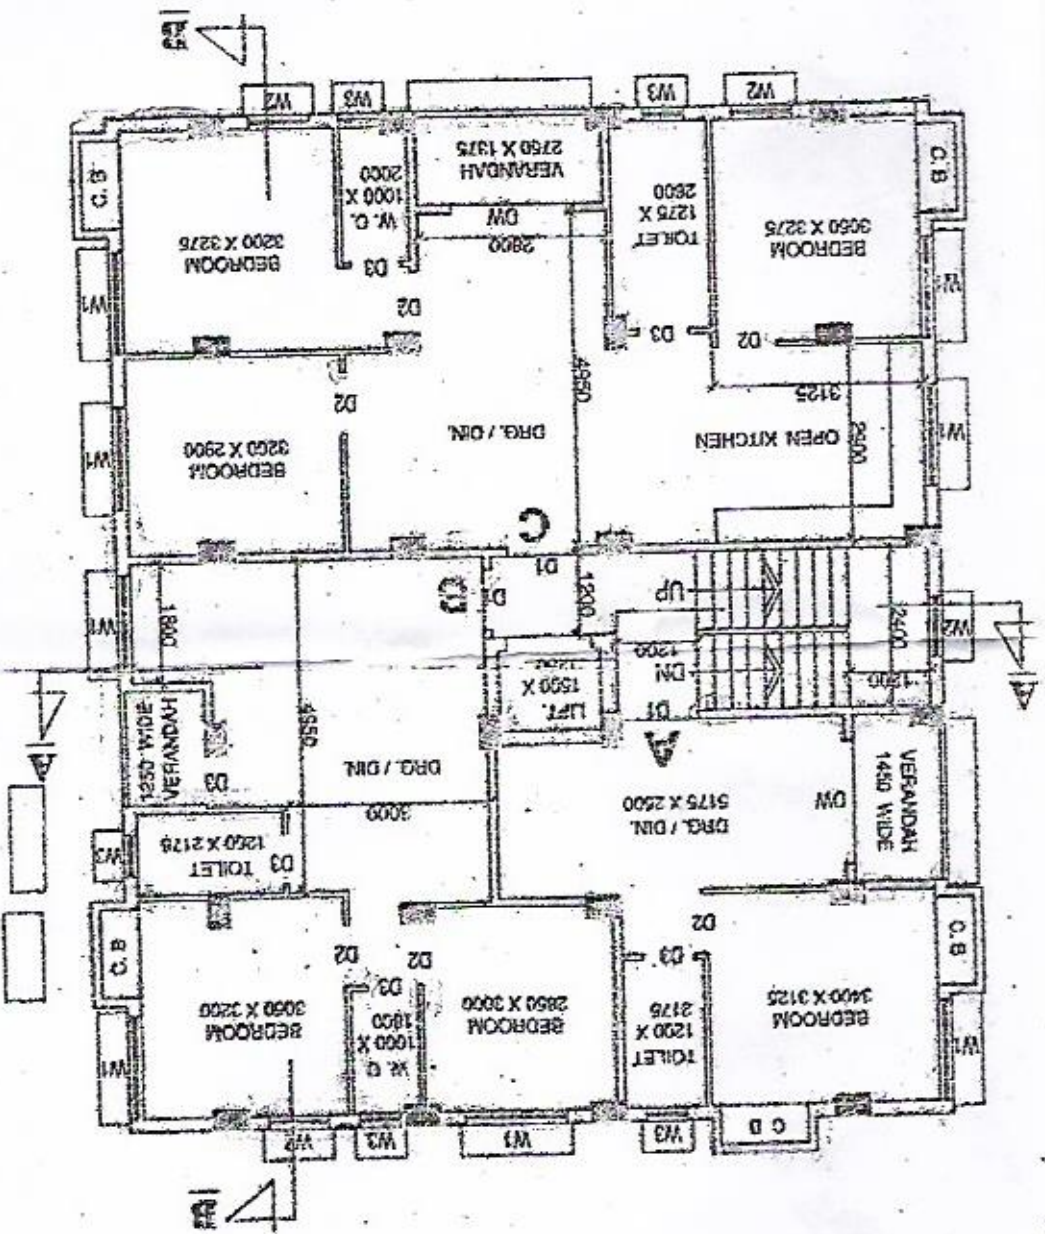 C B
W3
W1
W3
W2
W1
BEDROOM
3400 X 3125
TOILET
1200 X
2175
BEDROOM
2850 X 3000
W. C
1000 X
1800
BEDROOM
3050 X 3200
W1
D3
D3
D2
D2
D2
C.B
C.B
VERANDAH
1450 WIDE
DW
DRG. / DIN.
5175 X 2500
3000
D3
TOILET
1200 X 2175
W3
A
DRG. / DIN.
D3
1250 WIDE
VERANDAH
A
A
D1
LIFT.
1500 X
1200
4550
1200
DN
1200
W2
2400
UP
1200
D1
D1
B
1800
W1
C
W1
OPEN KITCHEN
2900
3125
DRG. / DIN.
4950
D2
BEDROOM
3200 X 2900
W1
D2
D3
D2
W1
BEDROOM
3050 X 3275
TOILET
1275 X
2600
2800
DW
D3
W. C.
1000 X
2000
BEDROOM
3200 X 3275
W1
VERANDAH
2750 X 1375
C.B
C.B
W2
W3
W3
W2